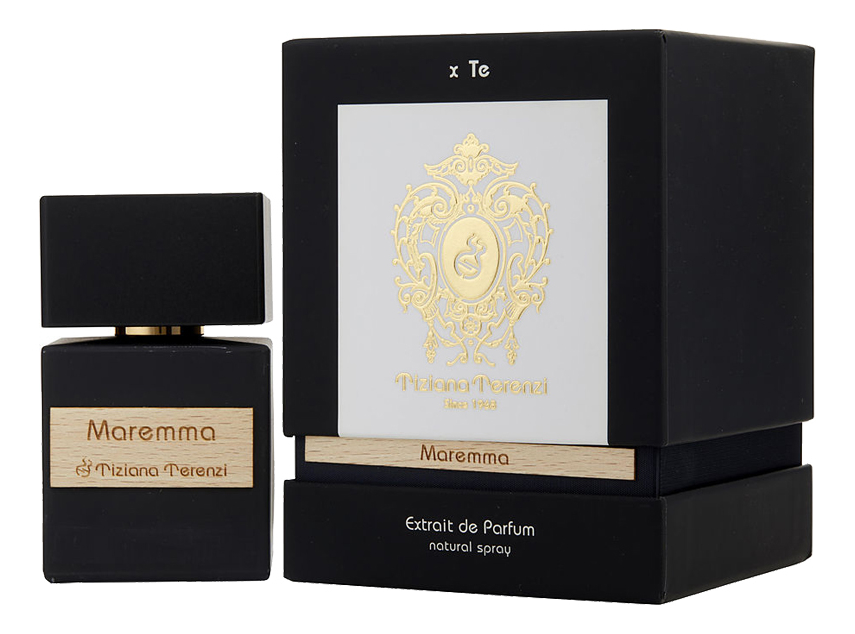 x Te
Tiziana Terenzi
Since 1968
Maremma
Extrait de Parfum
natural spray
Maremma
Tiziana Terenzi